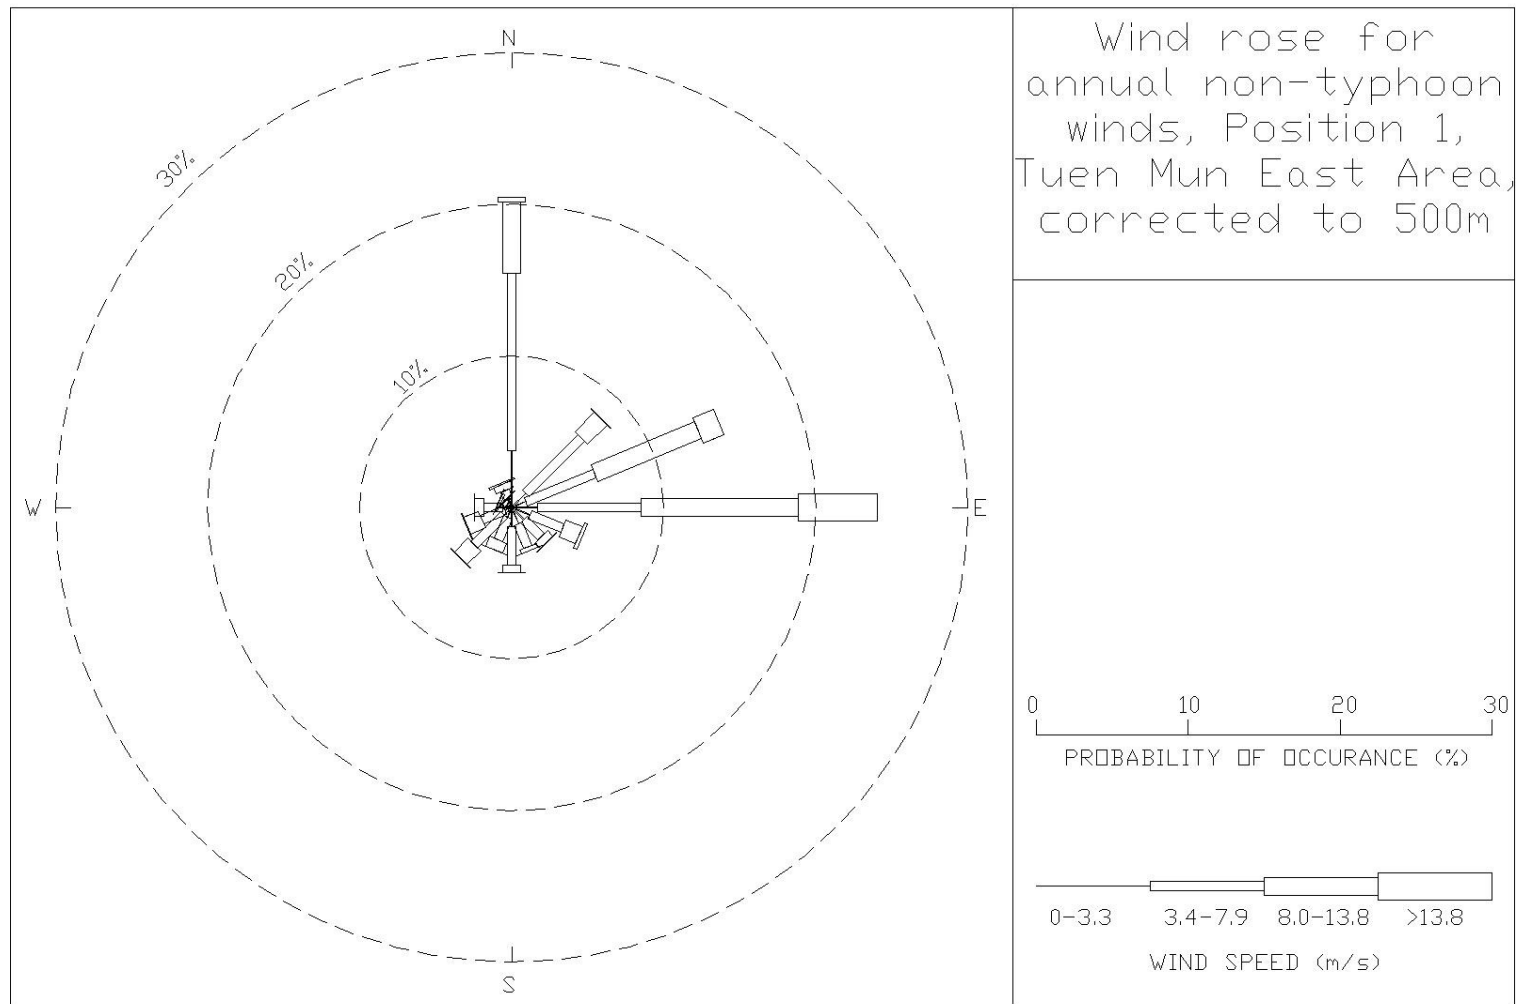 Wind rose for
annual non-typhoon
winds, Position 1,
Tuen Mun East Area,
corrected to 500m
N
30%
20%
10%
W
E
S
0 10 20 30
PROBABILITY OF OCCURANCE (%)
0-3.3 3.4-7.9 8.0-13.8 >13.8
WIND SPEED (m/s)